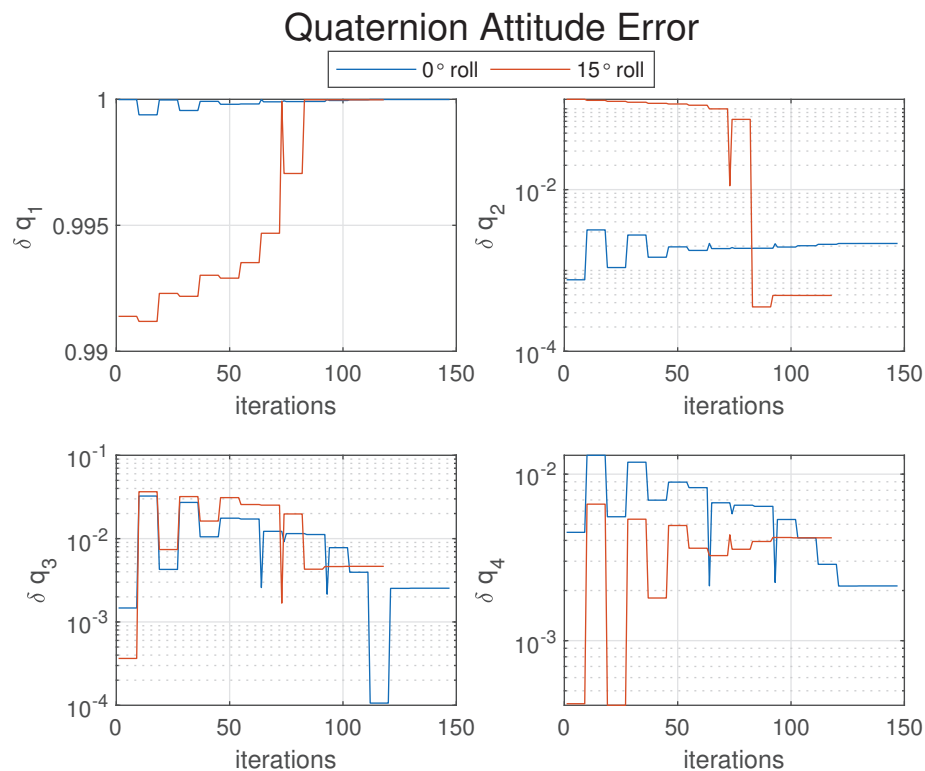 Quaternion Attitude Error
0° roll 15° roll
1
0.995
0.99
δ q1
0 50 100 150
iterations
10-2
10-4
δ q2
0 50 100 150
iterations
10-1
10-2
10-3
10-4
δ q3
0 50 100 150
iterations
10-2
10-3
δ q4
0 50 100 150
iterations